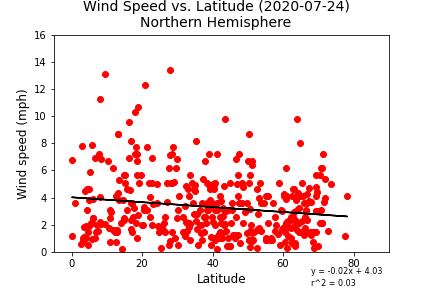 Wind Speed vs. Latitude (2020-07-24)
Northern Hemisphere
16
14
12
10
8
6
4
2
0
Wind speed (mph)
0
20
40
60
80
Latitude
y = -0.02x + 4.03
r^2 = 0.03